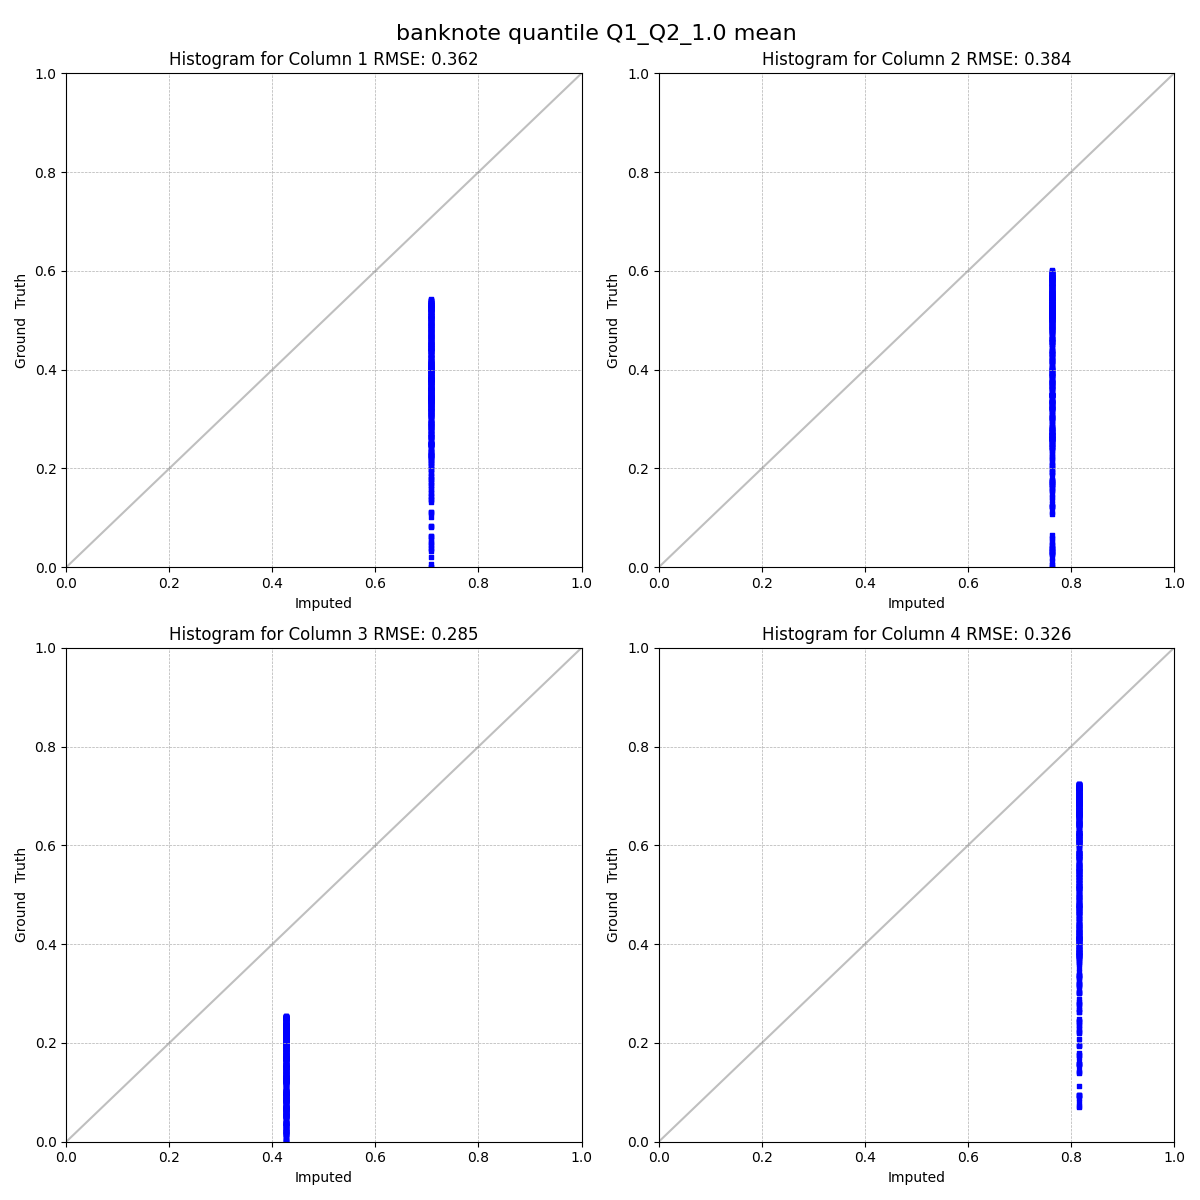 banknote quantile Q1_Q2_1.0 mean
Histogram for Column 1 RMSE: 0.362
1.0
0.8
0.6
0.4
0.2
0.0
Ground Truth
0.0 0.2 0.4 0.6 0.8 1.0
Imputed
Histogram for Column 2 RMSE: 0.384
1.0
0.8
0.6
0.4
0.2
0.0
Ground Truth
0.0 0.2 0.4 0.6 0.8 1.0
Imputed
Histogram for Column 3 RMSE: 0.285
1.0
0.8
0.6
0.4
0.2
0.0
Ground Truth
0.0 0.2 0.4 0.6 0.8 1.0
Imputed
Histogram for Column 4 RMSE: 0.326
1.0
0.8
0.6
0.4
0.2
0.0
Ground Truth
0.0 0.2 0.4 0.6 0.8 1.0
Imputed